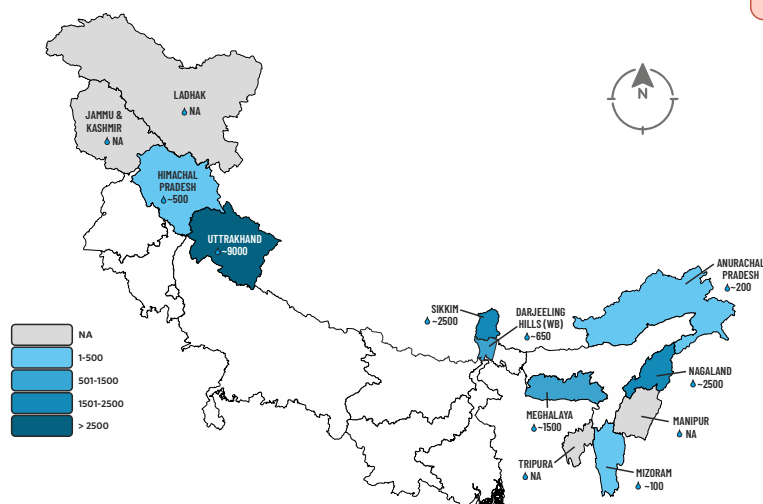 N
LADHAK
NA
JAMMU &
KASHMIR
NA
HIMACHAL
PRADESH
~500
UTTRAKHAND
~9000
ANURACHAL
PRADESH
~200
SIKKIM
~2500
DARJEELING
HILLS (WB)
~650
NAGALAND
~2500
MEGHALAYA
~1500
MANIPUR
NA
TRIPURA
NA
MIZORAM
~100
NA
1-500
501-1500
1501-2500
> 2500